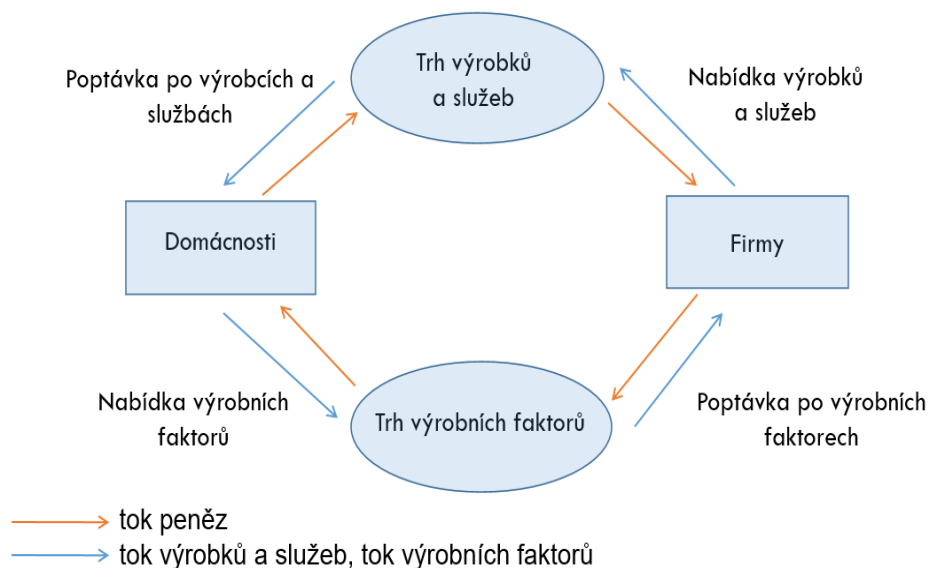 Trh výrobků
a služeb
Poptávka po výrobcích a
službách
Nabídka výrobků
a služeb
Domácnosti
Firmy
Nabídka výrobních
faktorů
Trh výrobních faktorů
Poptávka po výrobních
faktorech
tok peněz
tok výrobků a služeb, tok výrobních faktorů